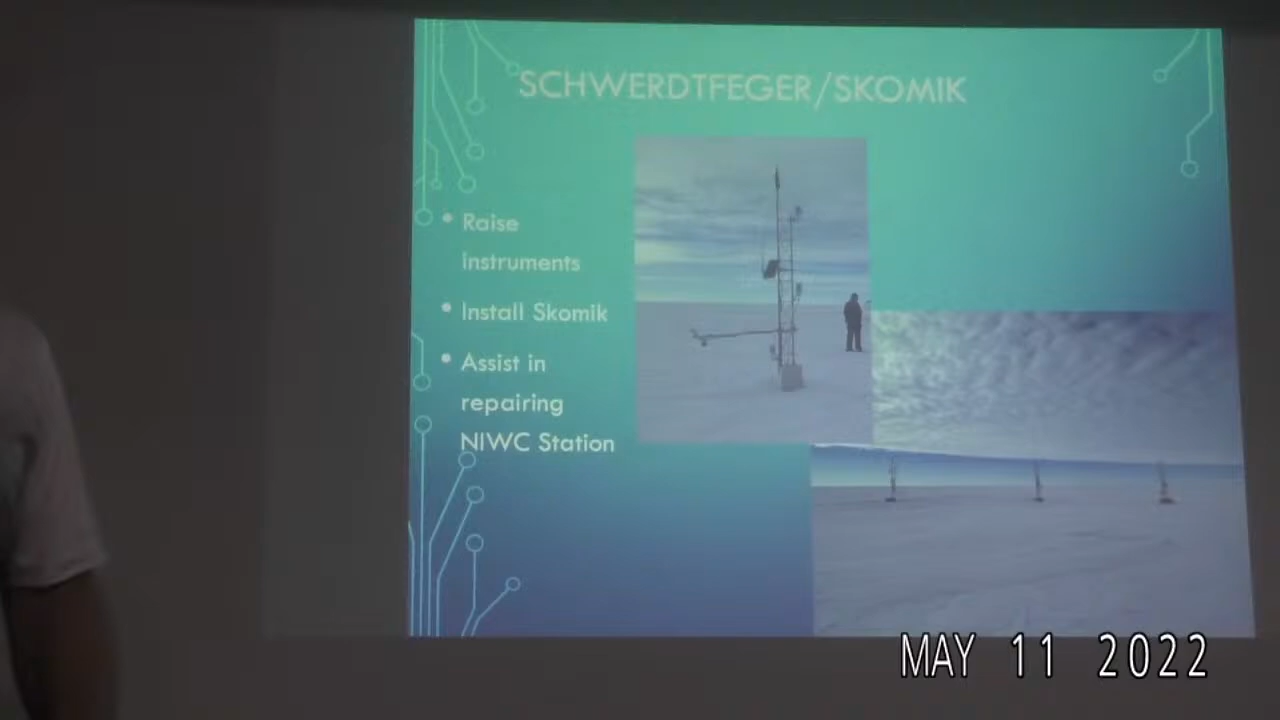 SCHWERDTFEGER/SKOMIK
• Raise
instruments
• Install Skomik
• Assist in
repairing
NIWC Station
MAY 11 2022